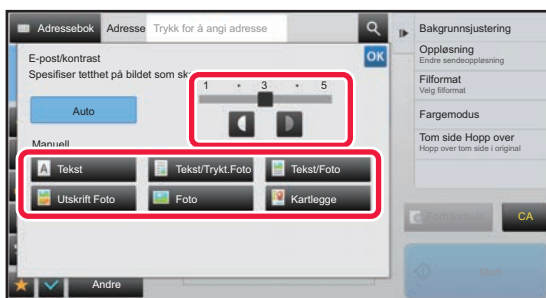 Adressebok Adresse Trykk for å angi adresse
E-post/kontrast
Spesifiser tetthet på bildet som sk
OK
1 • 3 • 5
Auto
Manuell
A Tekst
Tekst/Trykt.Foto
Tekst/Foto
Utskrift Foto
Foto
Kartlegge
Andre
Bakgrunnsjustering
Oppløsning
Endre sendeoppløsning
Filformat
Velg filformat
Fargemodus
Tom side Hopp over
Hopp over tom side i original
CA
Start